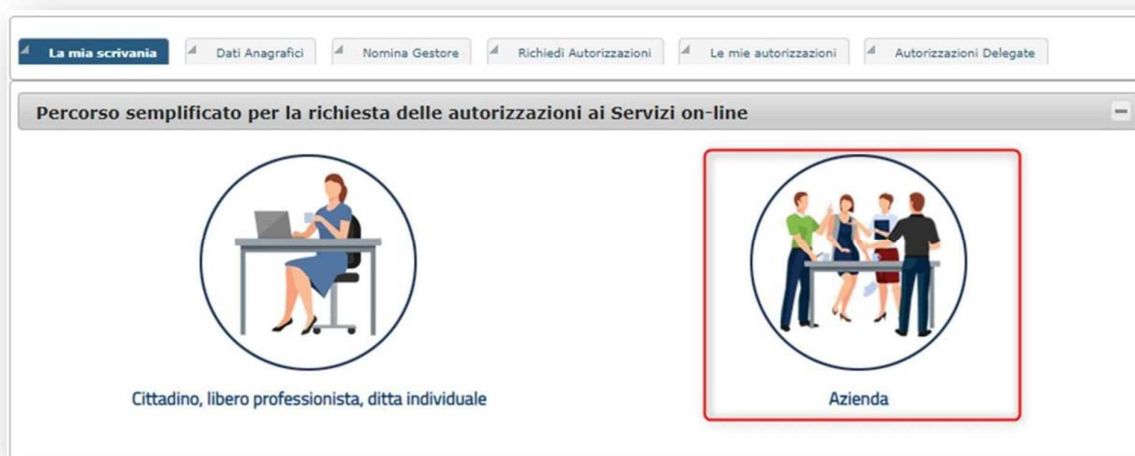 La mia scrivania Dati Anagrafici Nomina Gestore Richiedi Autorizzazioni Le mie autorizzazioni Autorizzazioni Delegate
Percorso semplificato per la richiesta delle autorizzazioni ai Servizi on-line
Cittadino, libero professionista, ditta individuale Azienda